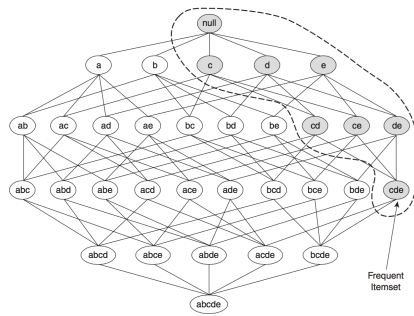 null
a b c d e
ab ac ad ae bc bd be cd ce de
abc abd abe acd ace ade bcd bce bde cde
abcd abce abde acde bcde
Frequent
Itemset
abcde